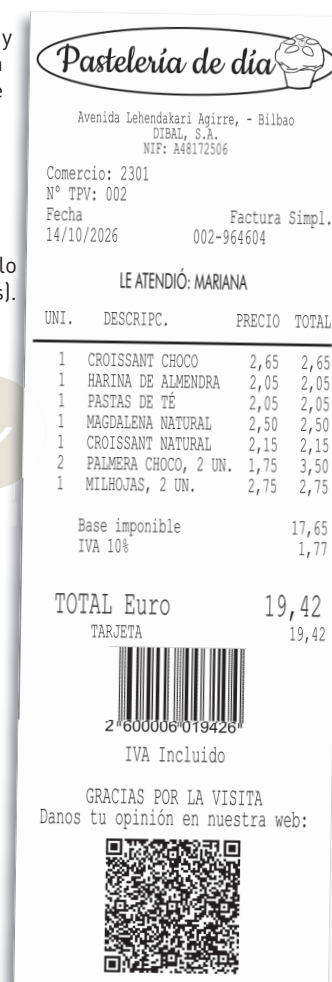 y
Pastelería de día
Avenida Lehendakari Agirre, - Bilbao
DIBAL, S.A.
NIF: A48172506
Comercio: 2301
Nº TPV: 002
Fecha Factura Simpl.
14/10/2026 002-964604
lo
s).
LE ATENDIÓ: MARIANA
UNI. DESCRIPC. PRECIO TOTAL
1 CROISSANT CHOCO 2,65 2,65
1 HARINA DE ALMENDRA 2,05 2,05
1 PASTAS DE TÉ 2,05 2,05
1 MAGDALENA NATURAL 2,50 2,50
1 CROISSANT NATURAL 2,15 2,15
2 PALMERA CHOCO, 2 UN. 1,75 3,50
1 MILHOJAS, 2 UN. 2,75 2,75
Base imponible 17,65
IVA 10% 1,77
TOTAL Euro 19,42
TARJETA 19,42
2 600006 019426
IVA Incluido
GRACIAS POR LA VISITA
Danos tu opinión en nuestra web: